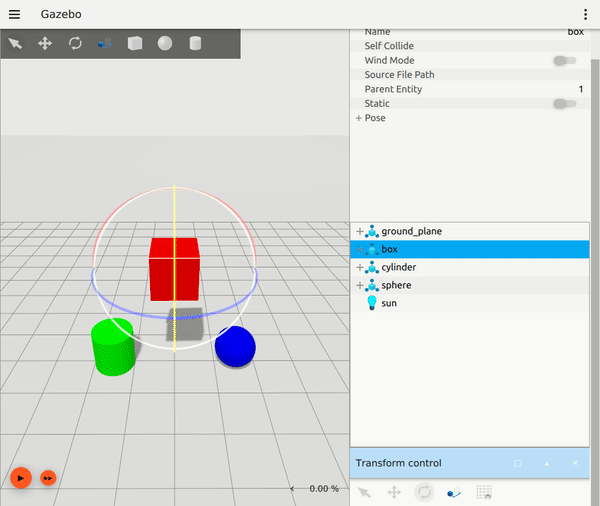 Gazebo
Name box
Self Collide
Wind Mode
Source File Path
Parent Entity 1
Static
Pose
ground_plane
box
cylinder
sphere
sun
Transform control
0.00 %